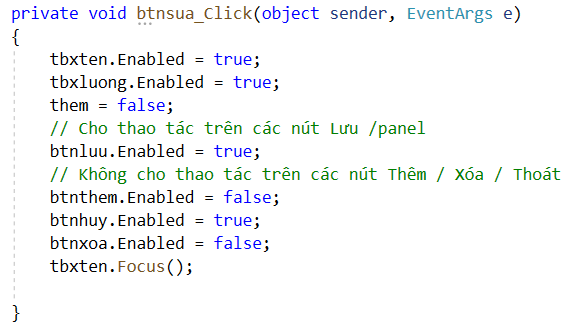 private void btnsua_Click(object sender, EventArgs e)
{
    tbxten.Enabled = true;
    tbxluong.Enabled = true;
    them = false;
    // Cho thao tác trên các nút Lưu /panel
    btnluu.Enabled = true;
    // Không cho thao tác trên các nút Thêm / Xóa / Thoát
    btnthem.Enabled = false;
    btnhuy.Enabled = true;
    btnxoa.Enabled = false;
    tbxten.Focus();
}